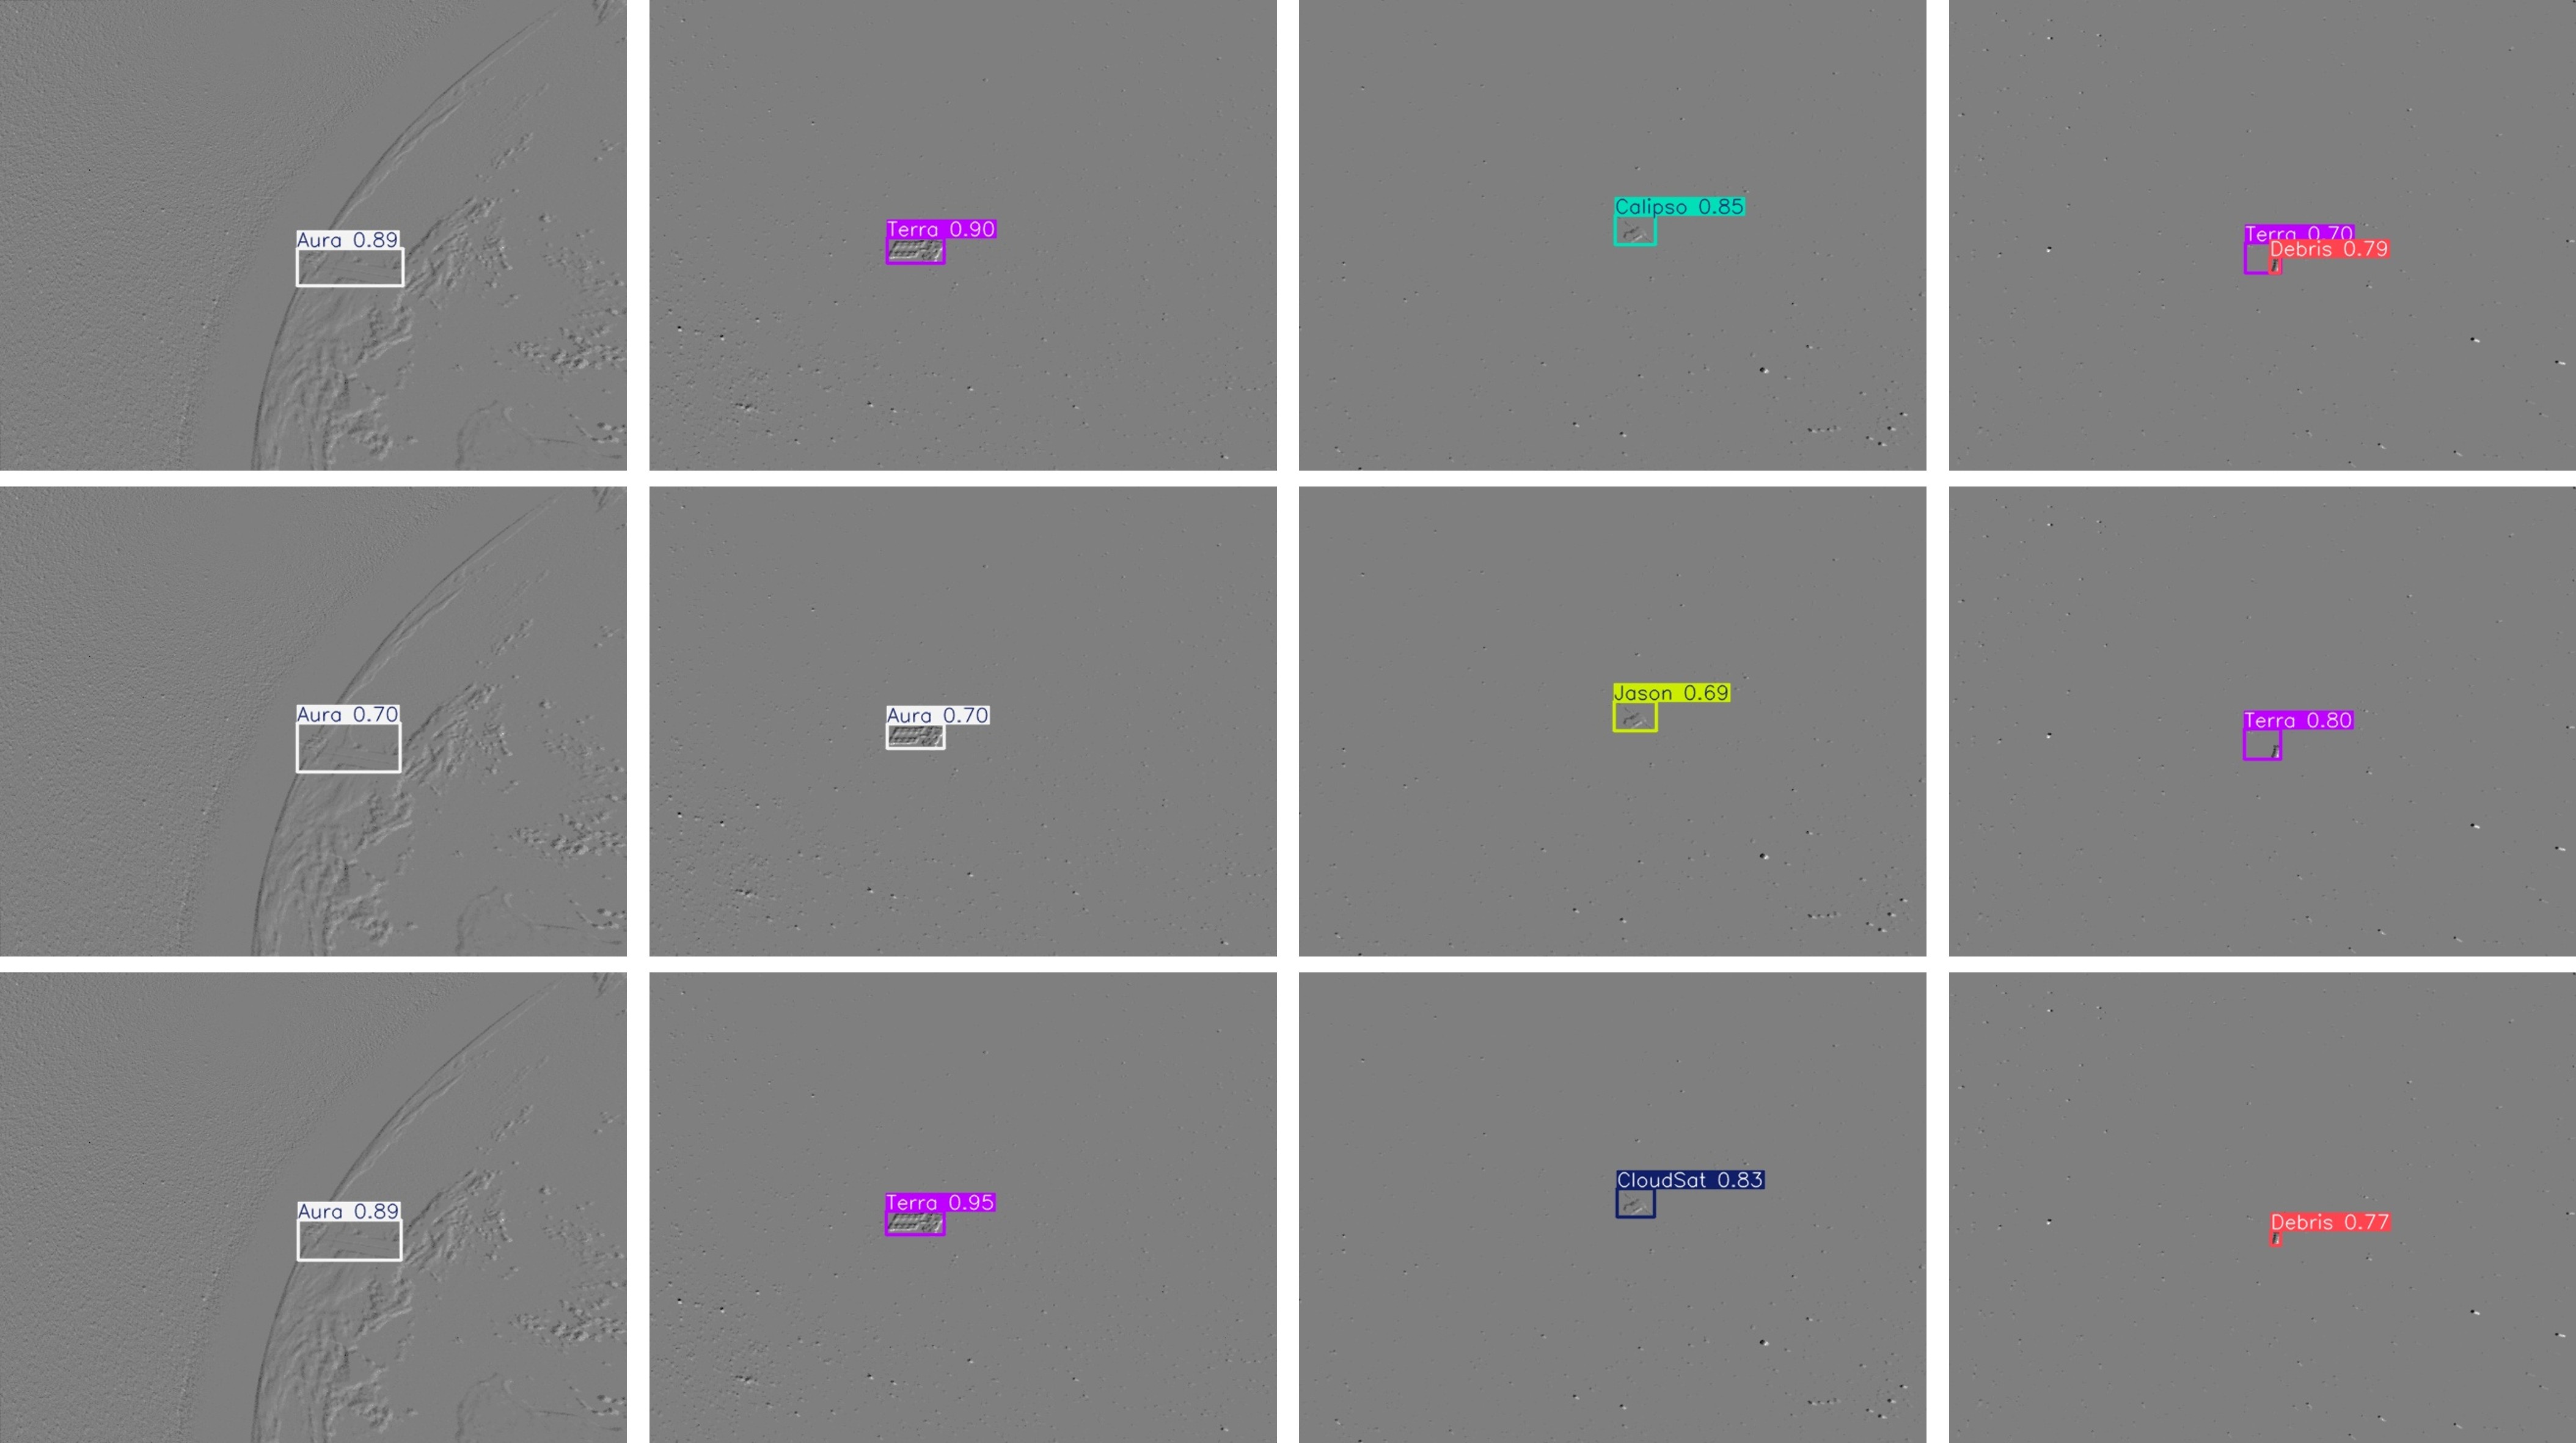 Aura 0.89
Terra 0.90
Calipso 0.85
Terra 0.70
Debris 0.79
Aura 0.70
Aura 0.70
Jason 0.69
Terra 0.80
Aura 0.89
Terra 0.95
CloudSat 0.83
Debris 0.77